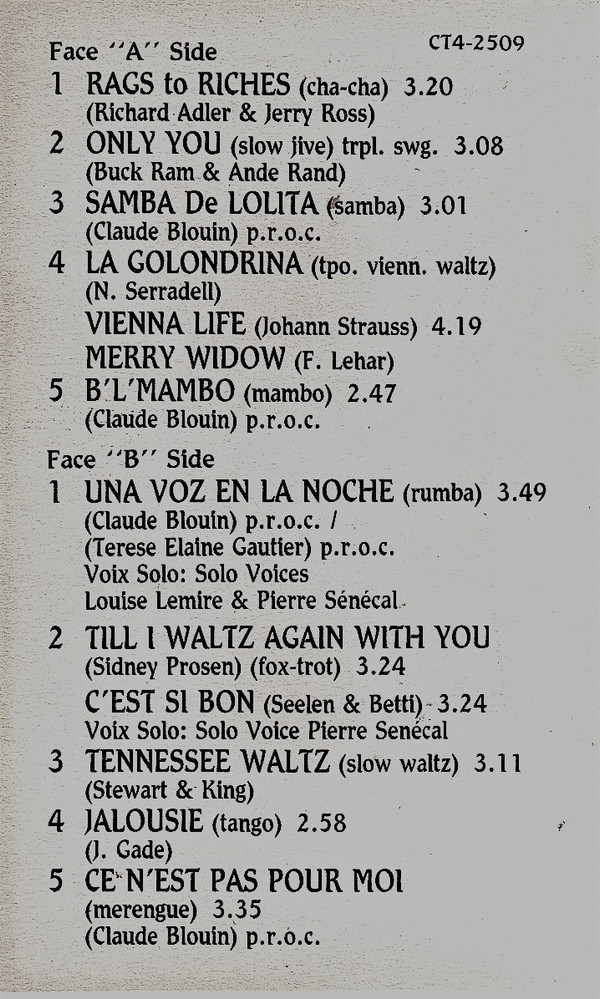 Face "A" Side
CT4-2509
1 RAGS to RICHES (cha-cha) 3.20
(Richard Adler & Jerry Ross)
2 ONLY YOU (slow jive) trpl. swg. 3.08
(Buck Ram & Ande Rand)
3 SAMBA De LOLITA (samba) 3.01
(Claude Blouin) p.r.o.c.
4 LA GOLONDRINA (tpo. vienn. waltz)
(N. Serradell)
VIENNA LIFE (Johann Strauss) 4.19
MERRY WIDOW (F. Lehar)
5 B'L'MAMBO (mambo) 2.47
(Claude Blouin) p.r.o.c.
Face "B" Side
1 UNA VOZ EN LA NOCHE (rumba) 3.49
(Claude Blouin) p.r.o.c. /
(Terese Elaine Gautier) p.r.o.c.
Voix Solo: Solo Voices
Louise Lemire & Pierre Sénécal
2 TILL I WALTZ AGAIN WITH YOU
(Sidney Prosen) (fox-trot) 3.24
C'EST SI BON (Seelen & Betti) 3.24
Voix Solo: Solo Voice Pierre Senécal
3 TENNESSEE WALTZ (slow waltz) 3.11
(Stewart & King)
4 JALOUSIE (tango) 2.58
(J. Gade)
5 CE N'EST PAS POUR MOI
(merengue) 3.35
(Claude Blouin) p.r.o.c.